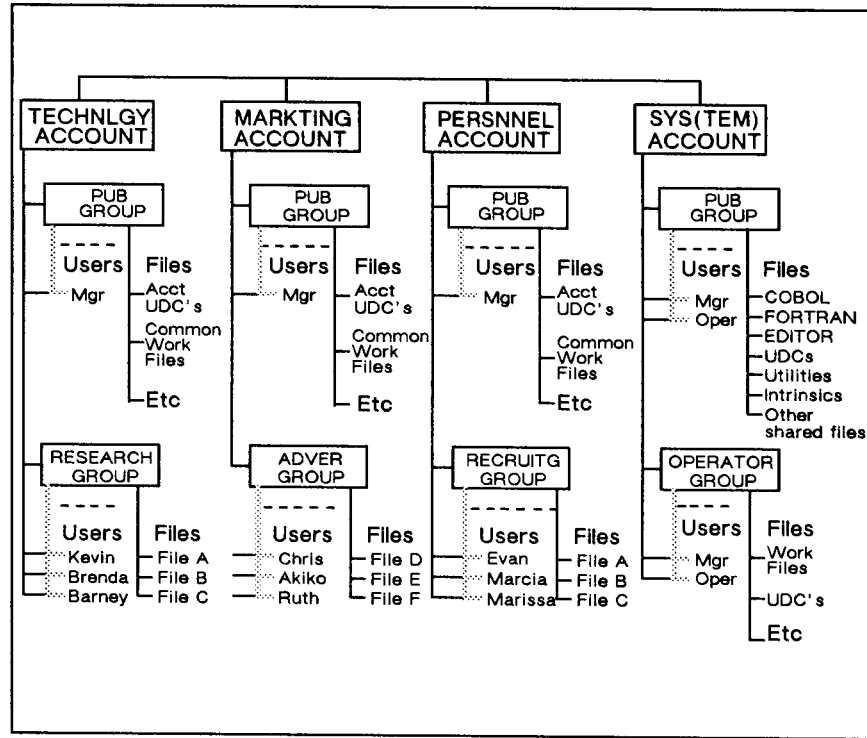 TECHNLGY
ACCOUNT
MARKTING
ACCOUNT
PERSNNEL
ACCOUNT
SYS(TEM)
ACCOUNT
PUB
GROUP
Users
Mgr
Files
Acct
UDC's
Common
Work
Files
Etc
PUB
GROUP
Users
Mgr
Files
Acct
UDC's
Common
Work
Files
Etc
PUB
GROUP
Users
Mgr
Files
Acct
UDC's
Common
Work
Files
Etc
PUB
GROUP
Users
Mgr
Oper
Files
COBOL
FORTRAN
EDITOR
UDCs
Utilities
Intrinsics
Other
shared files
RESEARCH
GROUP
Users
Kevin
Brenda
Barney
Files
File A
File B
File C
ADVER
GROUP
Users
Chris
Akiko
Ruth
Files
File D
File E
File F
RECRUITG
GROUP
Users
Evan
Marcia
Marissa
Files
File A
File B
File C
OPERATOR
GROUP
Users
Mgr
Oper
Files
Work
Files
UDC's
Etc